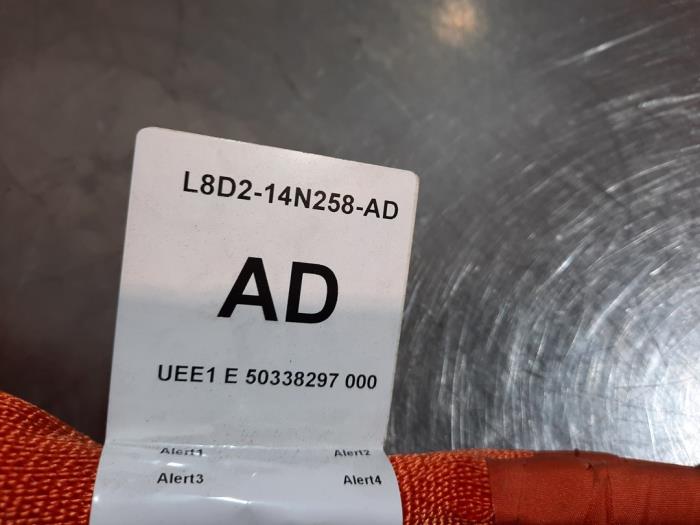 L8D2-14N258-AD
AD
UEE1 E 50338297 000
Alert1 Alert2
Alert3 Alert4